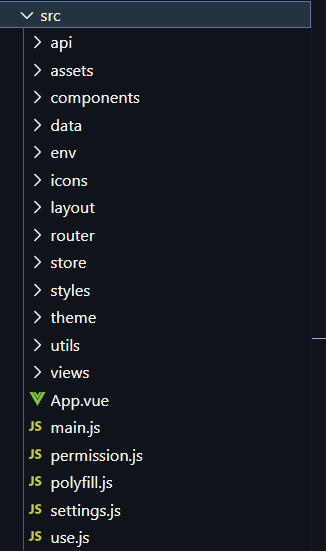 src
api
assets
components
data
env
icons
layout
router
store
styles
theme
utils
views
App.vue
JS main.js
JS permission.js
JS polyfill.js
JS settings.js
JS use.js